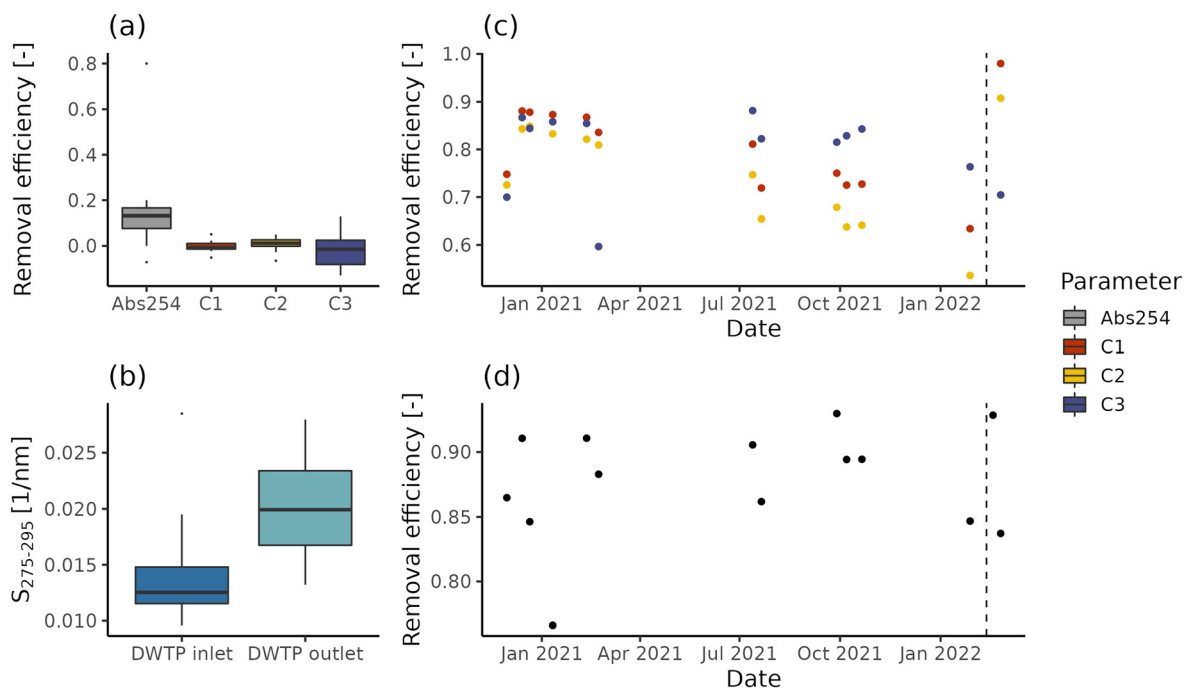 (a)
Removal efficiency [-]
0.8
0.6
0.4
0.2
0.0
Abs254 C1 C2 C3
(c)
Removal efficiency [-]
1.0
0.9
0.8
0.7
0.6
Jan 2021 Apr 2021 Jul 2021 Oct 2021 Jan 2022
Date
Parameter
Abs254
C1
C2
C3
(b)
S275-295 [1/nm]
0.025
0.020
0.015
0.010
DWTP inlet DWTP outlet
(d)
Removal efficiency [-]
0.90
0.85
0.80
Jan 2021 Apr 2021 Jul 2021 Oct 2021 Jan 2022
Date